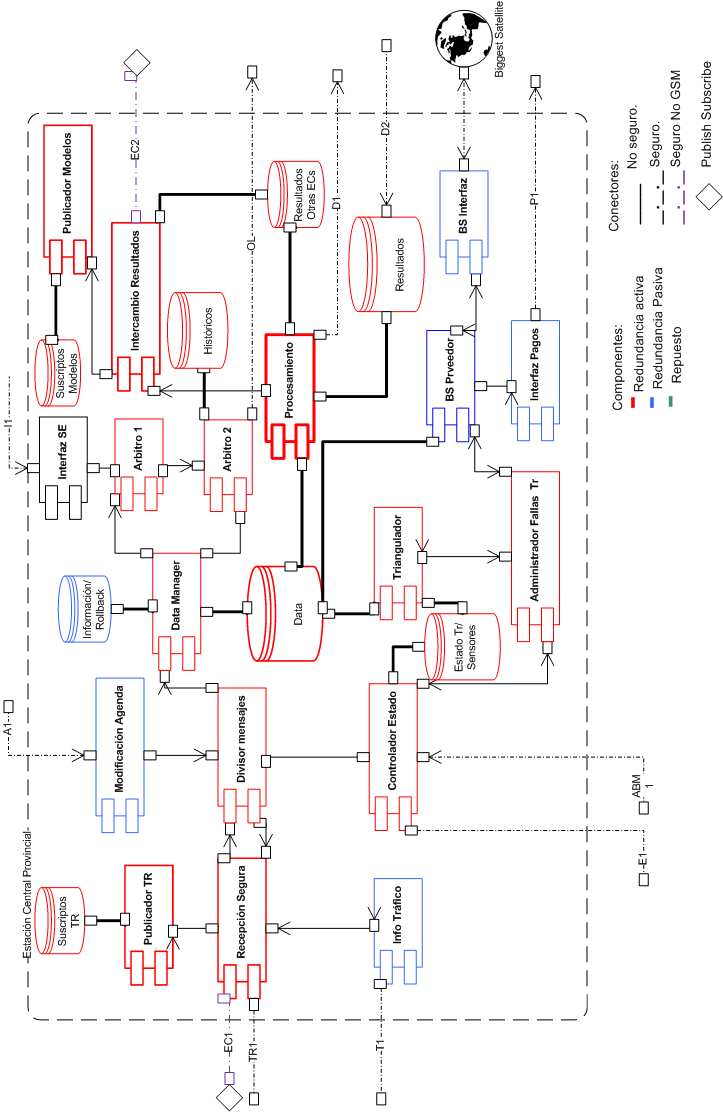 Estación Central Provincial
Suscriptos
TR
Publicador TR
Recepción Segura
Info Tráfico
EC1
TR1
T1
A1
Modificación Agenda
Divisor mensajes
Controlador Estado
ABM
1
E1
Información/
Rollback
Data Manager
Data
Triangulador
Estado Tr/
Sensores
Administrador Fallas Tr
I1
Interfaz SE
Arbitro 1
Arbitro 2
Históricos
Procesamiento
Suscriptos
Modelos
Publicador Modelos
Intercambio Resultados
Resultados
Otras ECs
Resultados
BS Prveedor
Interfaz Pagos
BS Interfaz
EC2
OL
D1
D2
P1
Biggest Satellite
Componentes:
Redundancia activa
Redundancia Pasiva
Repuesto
Conectores:
No seguro.
Seguro.
Seguro No GSM
Publish Subscribe